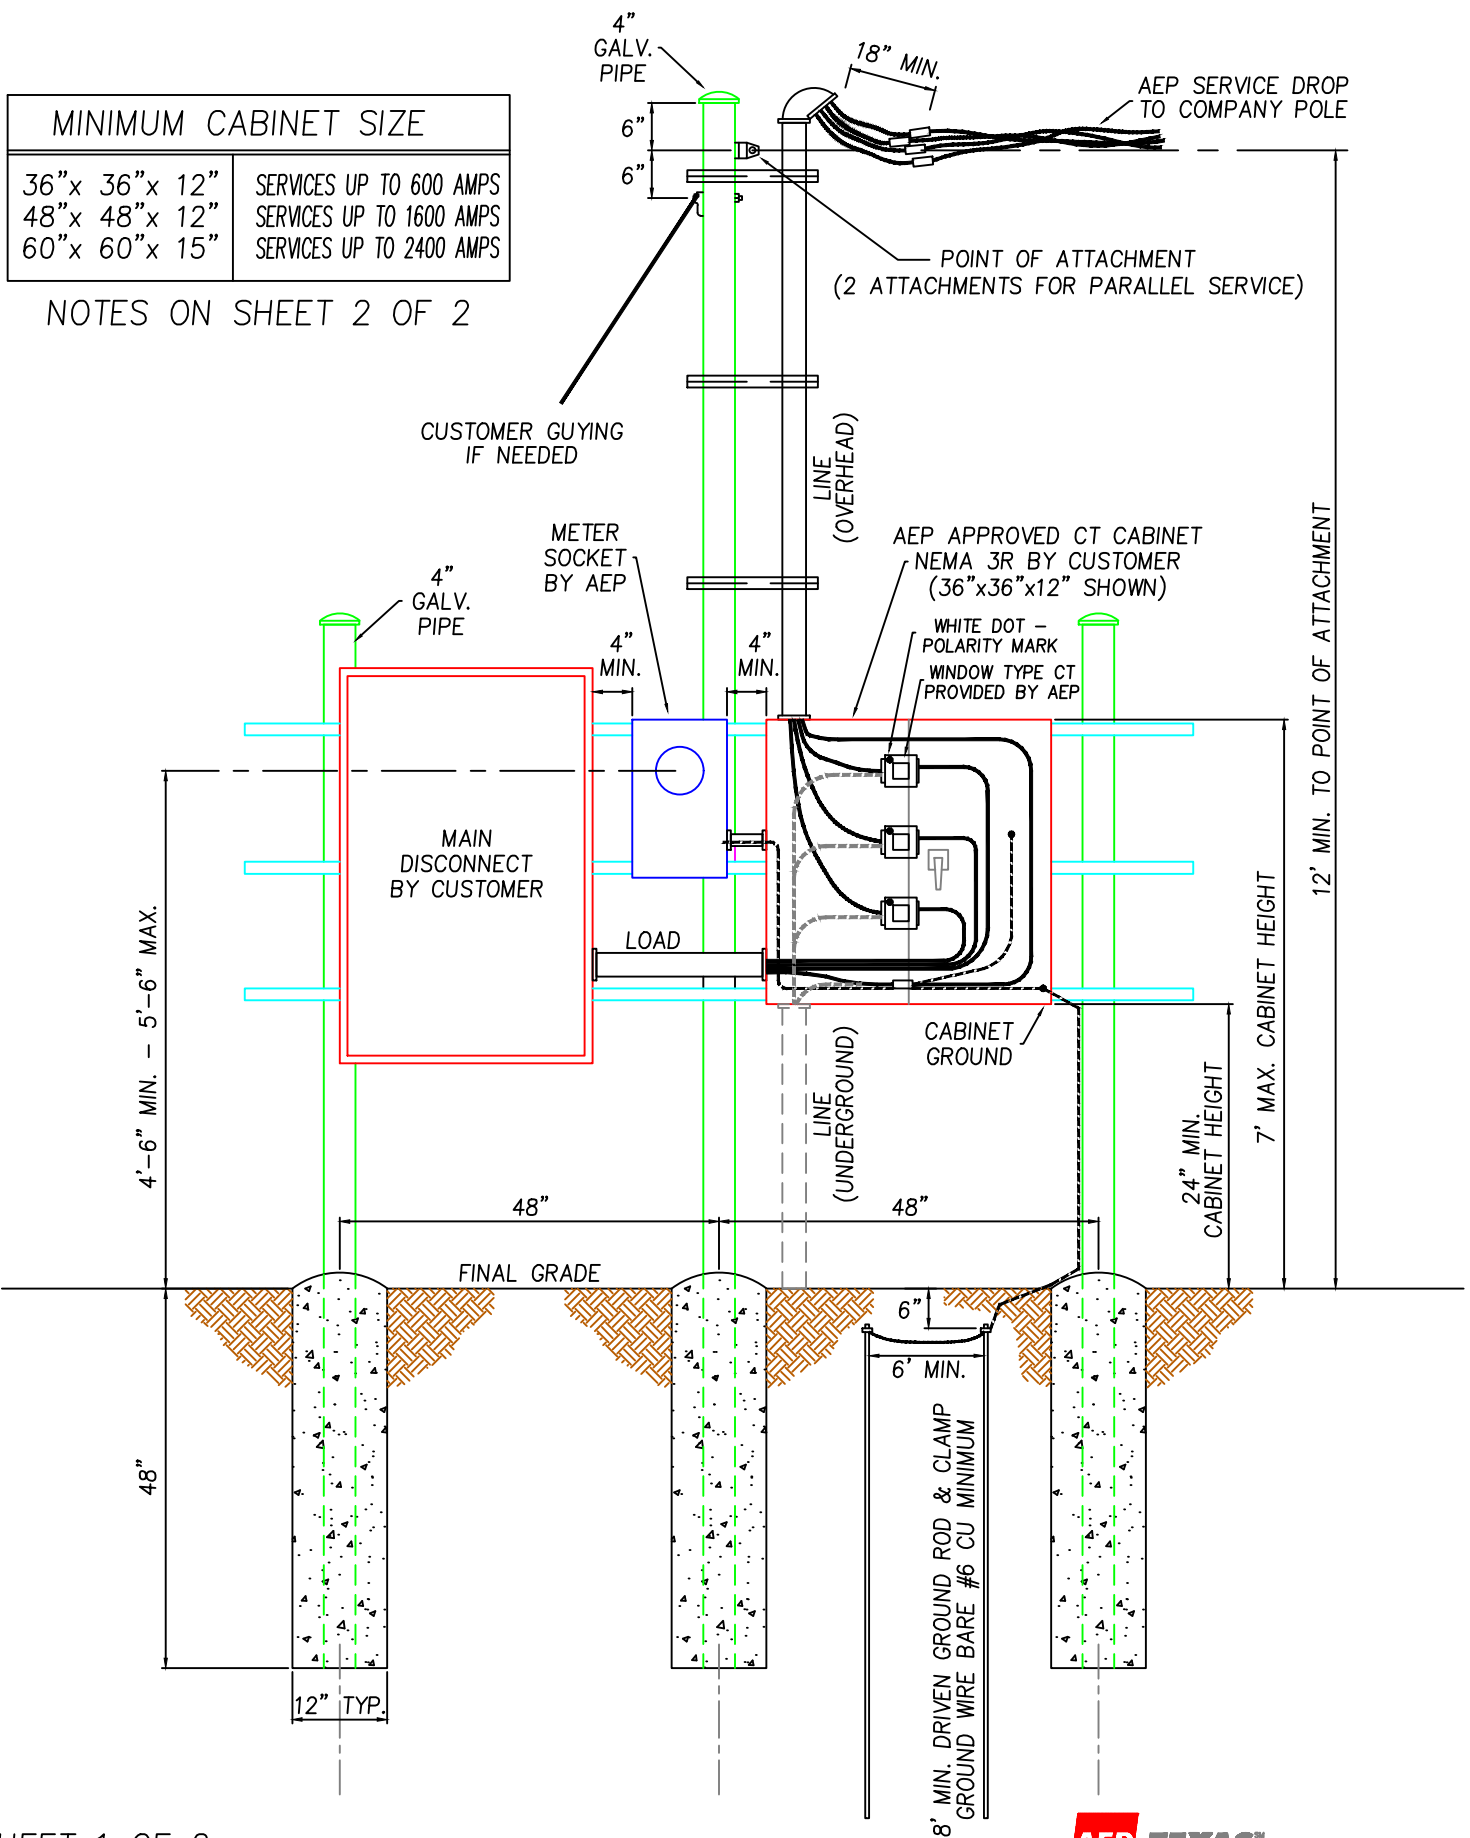 4"
GALV.
PIPE
18" MIN.
AEP SERVICE DROP
TO COMPANY POLE
MINIMUM CABINET SIZE
36"x 36"x 12" SERVICES UP TO 600 AMPS
48"x 48"x 12" SERVICES UP TO 1600 AMPS
60"x 60"x 15" SERVICES UP TO 2400 AMPS
NOTES ON SHEET 2 OF 2
6"
6"
POINT OF ATTACHMENT
(2 ATTACHMENTS FOR PARALLEL SERVICE)
CUSTOMER GUYING
IF NEEDED
LINE
(OVERHEAD)
METER
SOCKET
BY AEP
AEP APPROVED CT CABINET
NEMA 3R BY CUSTOMER
(36"x36"x12" SHOWN)
4"
GALV.
PIPE
WHITE DOT –
POLARITY MARK
WINDOW TYPE CT
PROVIDED BY AEP
4"
MIN.
4"
MIN.
12' MIN. TO POINT OF ATTACHMENT
MAIN
DISCONNECT
BY CUSTOMER
LOAD
4'–6" MIN. – 5'–6" MAX.
7' MAX. CABINET HEIGHT
CABINET
GROUND
LINE
(UNDERGROUND)
24" MIN.
CABINET HEIGHT
48"
48"
FINAL GRADE
6"
6' MIN.
48"
8' MIN. DRIVEN GROUND ROD & CLAMP
GROUND WIRE BARE #6 CU MINIMUM
12" TYP.
1 OF
AEP TEXAS